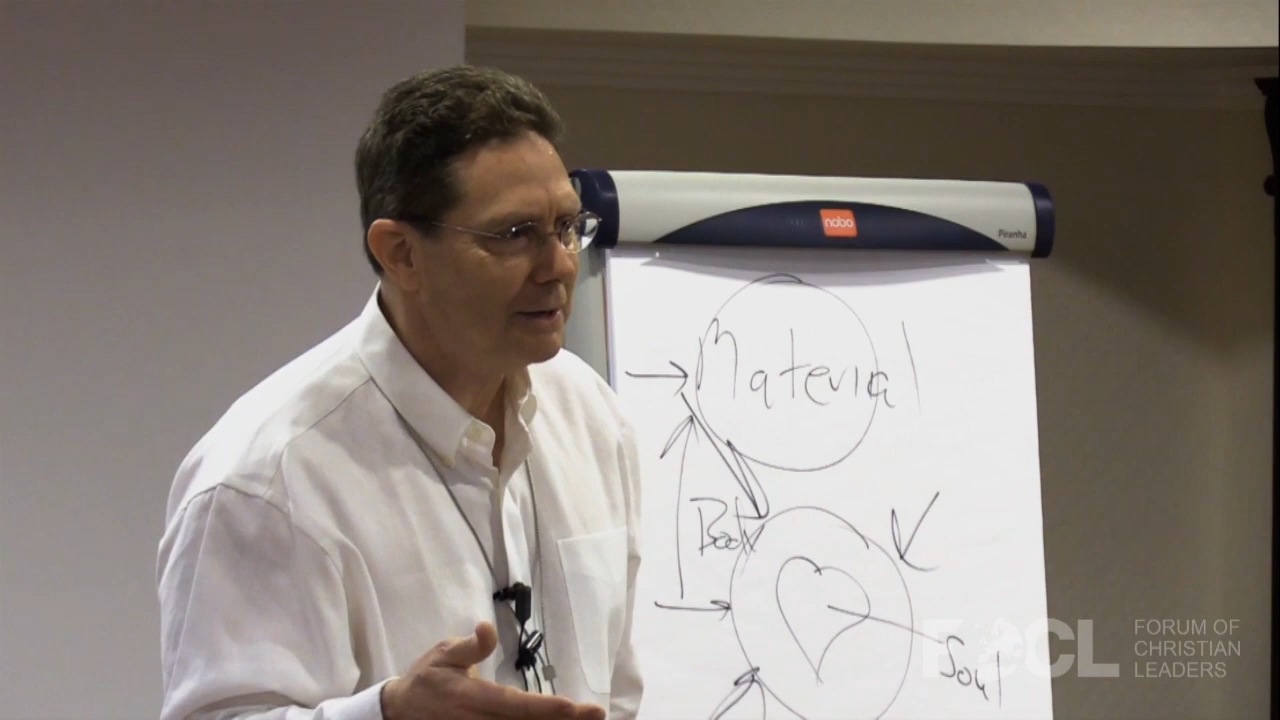 nobo
Piranha
Material
Body
Soul
FOCL
FORUM OF
CHRISTIAN
LEADERS